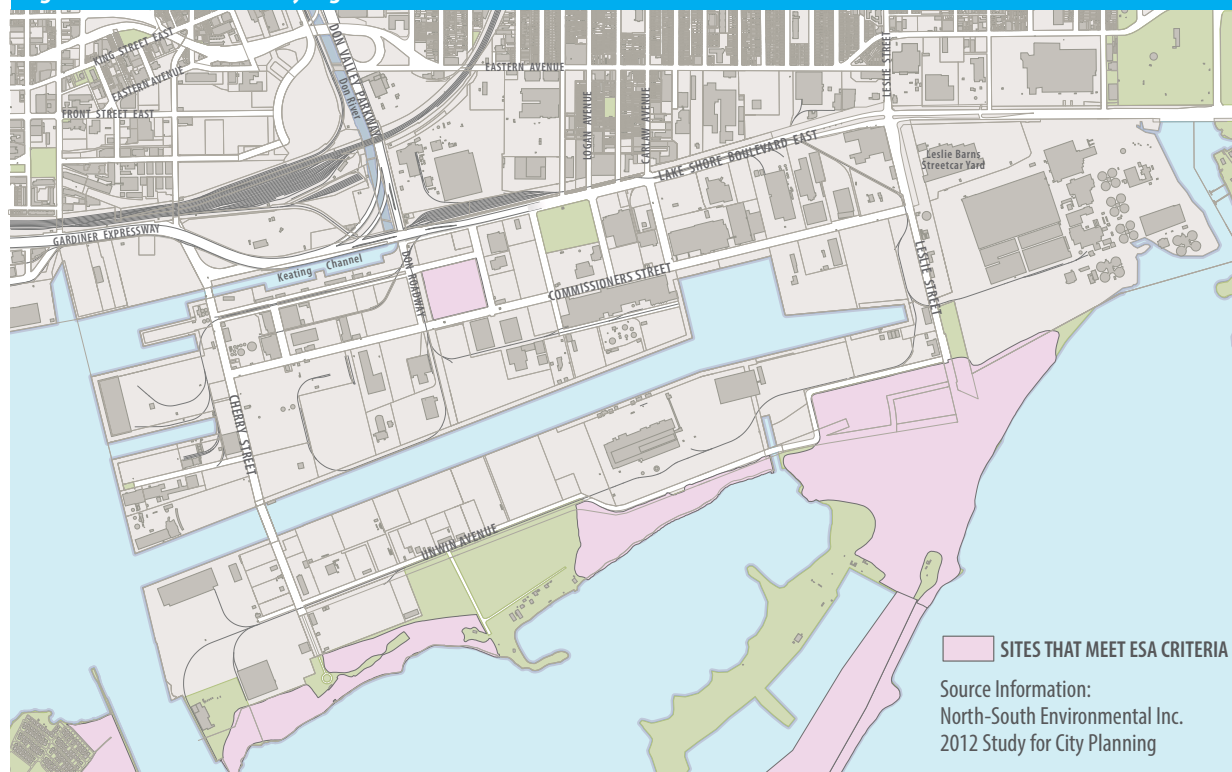 KING STREET EAST
EASTERN AVENUE
FRONT STREET EAST
DON VALLEY PARKWAY
Don River
EASTERN AVENUE
LESLIE STREET
LOGAN AVENUE
CARLAW AVENUE
LAKE SHORE BOULEVARD EAST
Leslie Barns
Streetcar Yard
GARDINER EXPRESSWAY
Keating Channel
DON ROADWAY
COMMISSIONERS STREET
LESLIE STREET
CHERRY STREET
UNWIN AVENUE
SITES THAT MEET ESA CRITERIA
Source Information:
North-South Environmental Inc.
2012 Study for City Planning